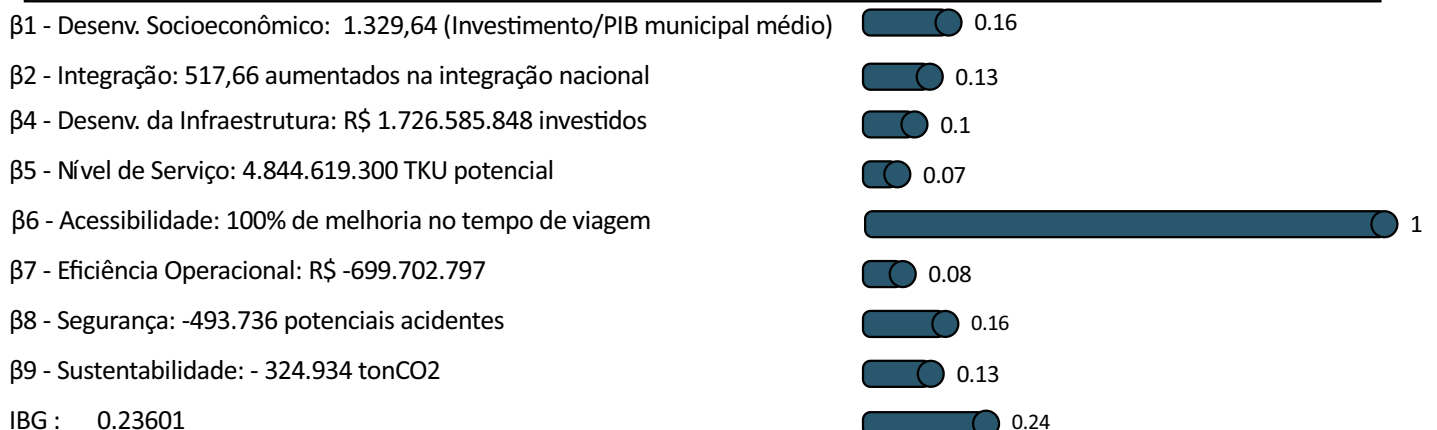 β1 - Desenv. Socioeconômico: 1.329,64 (Investimento/PIB municipal médio) 0.16
β2 - Integração: 517,66 aumentados na integração nacional 0.13
β4 - Desenv. da Infraestrutura: R$ 1.726.585.848 investidos 0.1
β5 - Nível de Serviço: 4.844.619.300 TKU potencial 0.07
β6 - Acessibilidade: 100% de melhoria no tempo de viagem 1
β7 - Eficiência Operacional: R$ -699.702.797 0.08
β8 - Segurança: -493.736 potenciais acidentes 0.16
β9 - Sustentabilidade: - 324.934 tonCO2 0.13
IBG : 0.23601 0.24